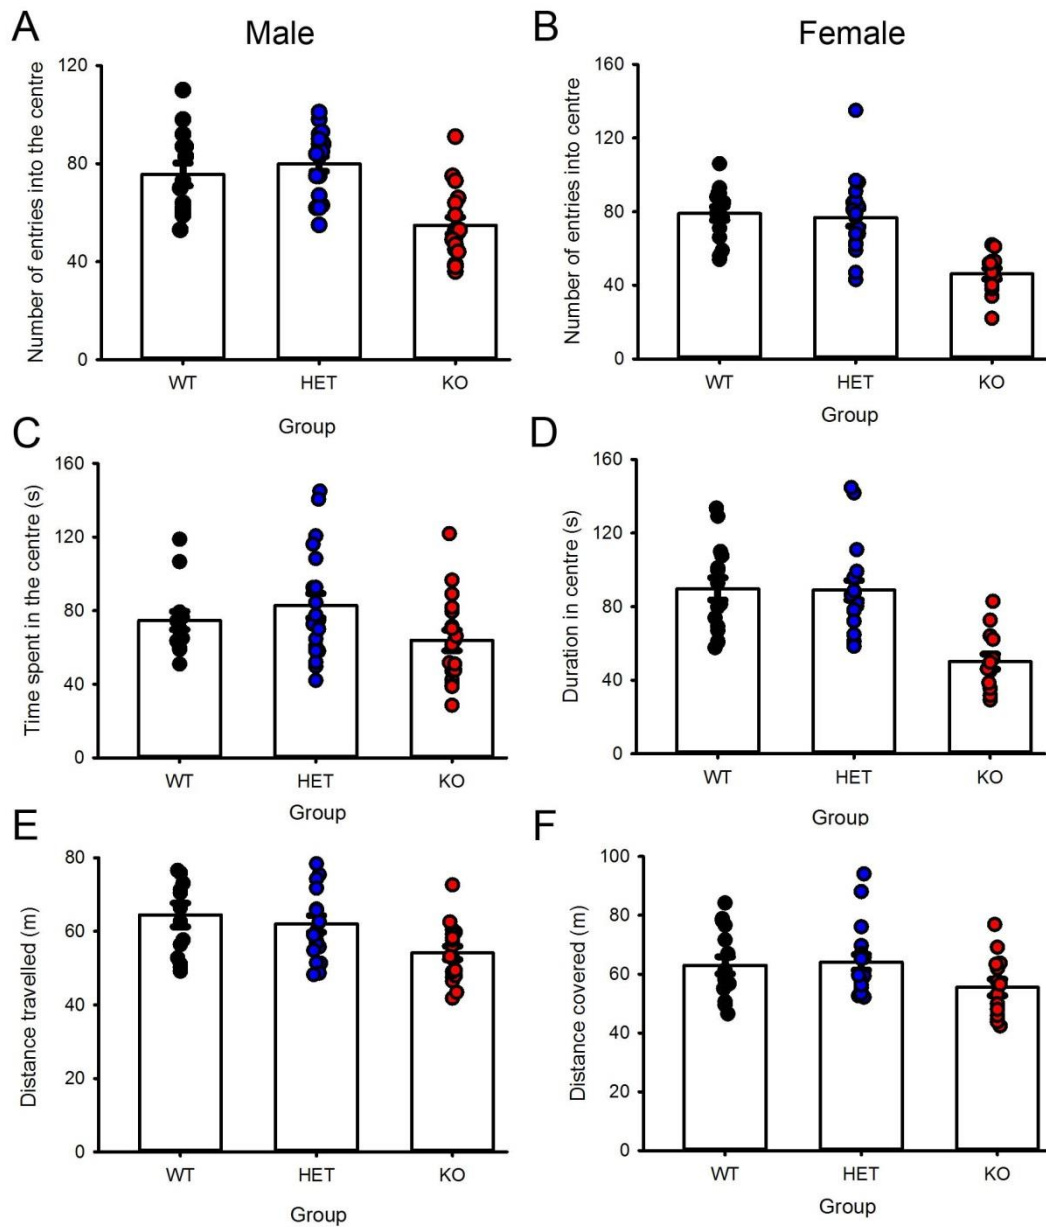 A
Male
Number of entries into the centre
120
80
40
0
WT
HET
KO
Group
B
Female
Number of entries into centre
160
120
80
40
0
WT
HET
KO
Group
C
Time spent in the centre (s)
160
120
80
40
0
WT
HET
KO
Group
D
Duration in centre (s)
160
120
80
40
0
WT
HET
KO
Group
E
Distance travelled (m)
80
60
40
20
0
WT
HET
KO
Group
F
Distance covered (m)
100
80
60
40
20
0
WT
HET
KO
Group